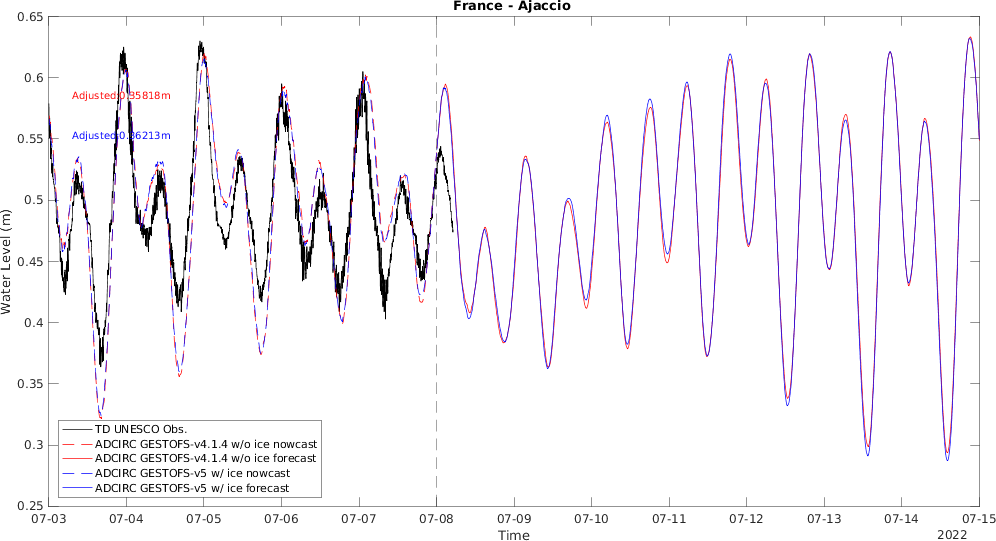 France - Ajaccio
0.65
0.6
0.55
0.5
0.45
0.4
0.35
0.3
0.25
Water Level (m)
Adjusted:0.35818m
Adjusted:0.36213m
TD UNESCO Obs.
ADCIRC GESTOFS-v4.1.4 w/o ice nowcast
ADCIRC GESTOFS-v4.1.4 w/o ice forecast
ADCIRC GESTOFS-v5 w/ ice nowcast
ADCIRC GESTOFS-v5 w/ ice forecast
07-03 07-04 07-05 07-06 07-07 07-08 07-09 07-10 07-11 07-12 07-13 07-14 07-15
Time
2022